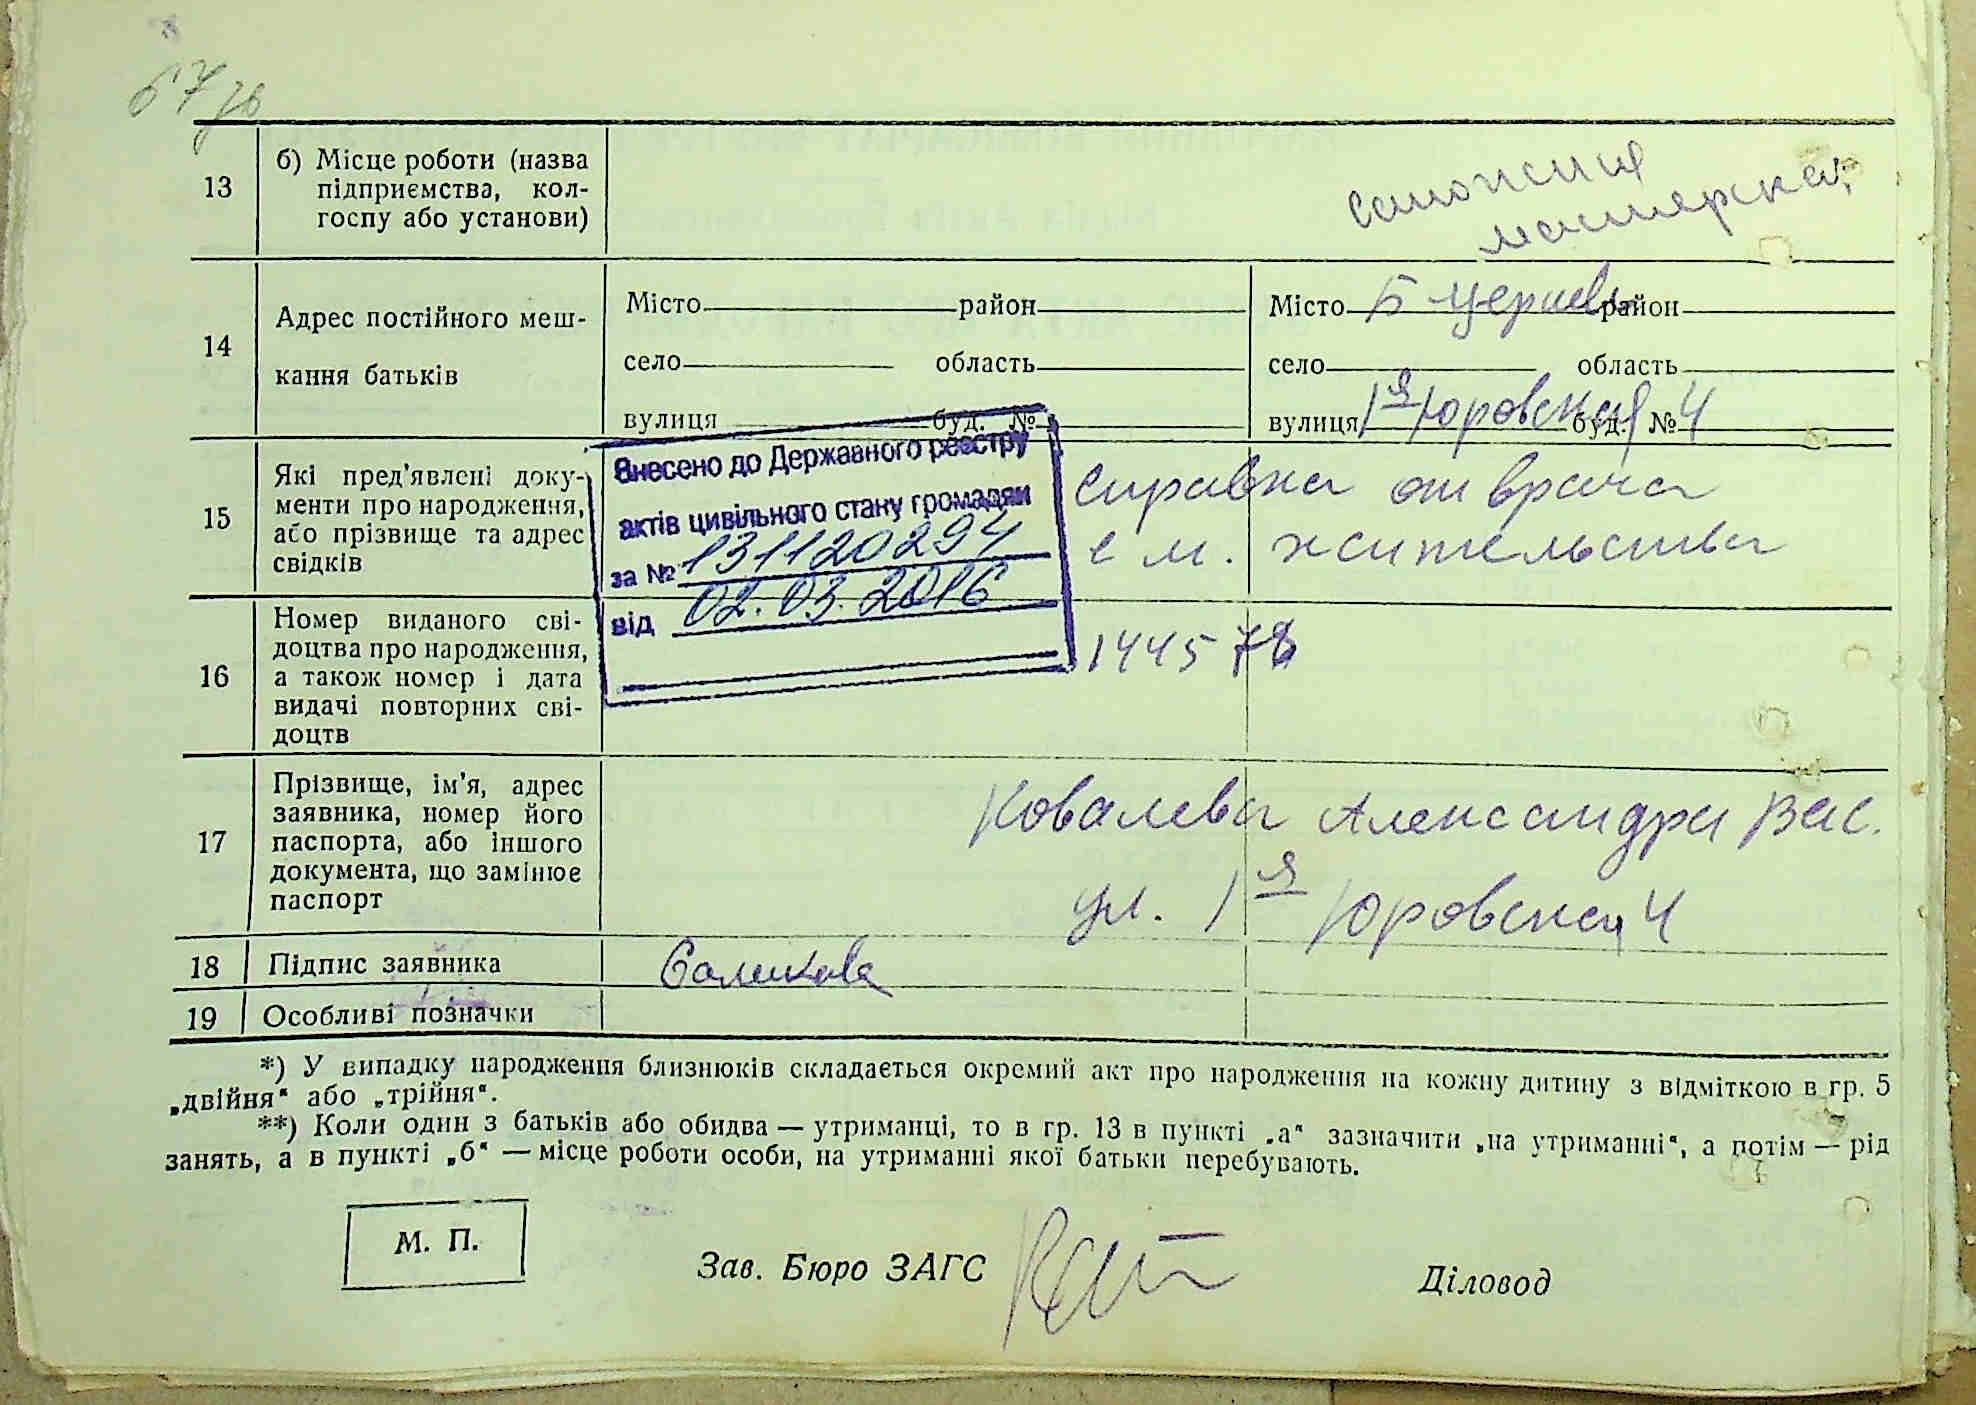 67зв
13
б) Місце роботи (назва
підприємства, кол-
госпу або установи)
сапожная
мастерская
14
Адрес постійного меш-
кання батьків
Місто район
село область
вулиця буд. №
Місто Б Церковь район
село область
вулиця 1я Юровская буд. № 4
15
Які пред'явлені доку-
менти про народження,
або прізвище та адрес
свідків
Внесено до Державного реєстру
актів цивільного стану громадян
за № 131120294
від 02.03.2016
справка от врача
с м. жительства
16
Номер виданого сві-
доцтва про народження,
а також номер і дата
видачі повторних сві-
доцтв
17
Прізвище, ім'я, адрес
заявника, номер його
паспорта, або іншого
документа, що замінює
паспорт
Ковалева Александра Вас.
ул. 1я Юровская 4
18
Підпис заявника
19
Особливі позначки
*) У випадку народження близнюків складається окремий акт про народження на кожну дитину з відміткою в гр. 5
„двійня" або „трійня".
**) Коли один з батьків або обидва — утриманці, то в гр. 13 в пункті „а" зазначити „на утриманні", а потім — рід
занять, а в пункті „б" — місце роботи особи, на утриманні якої батьки перебувають.
М. П.
Зав. Бюро ЗАГС
Діловод